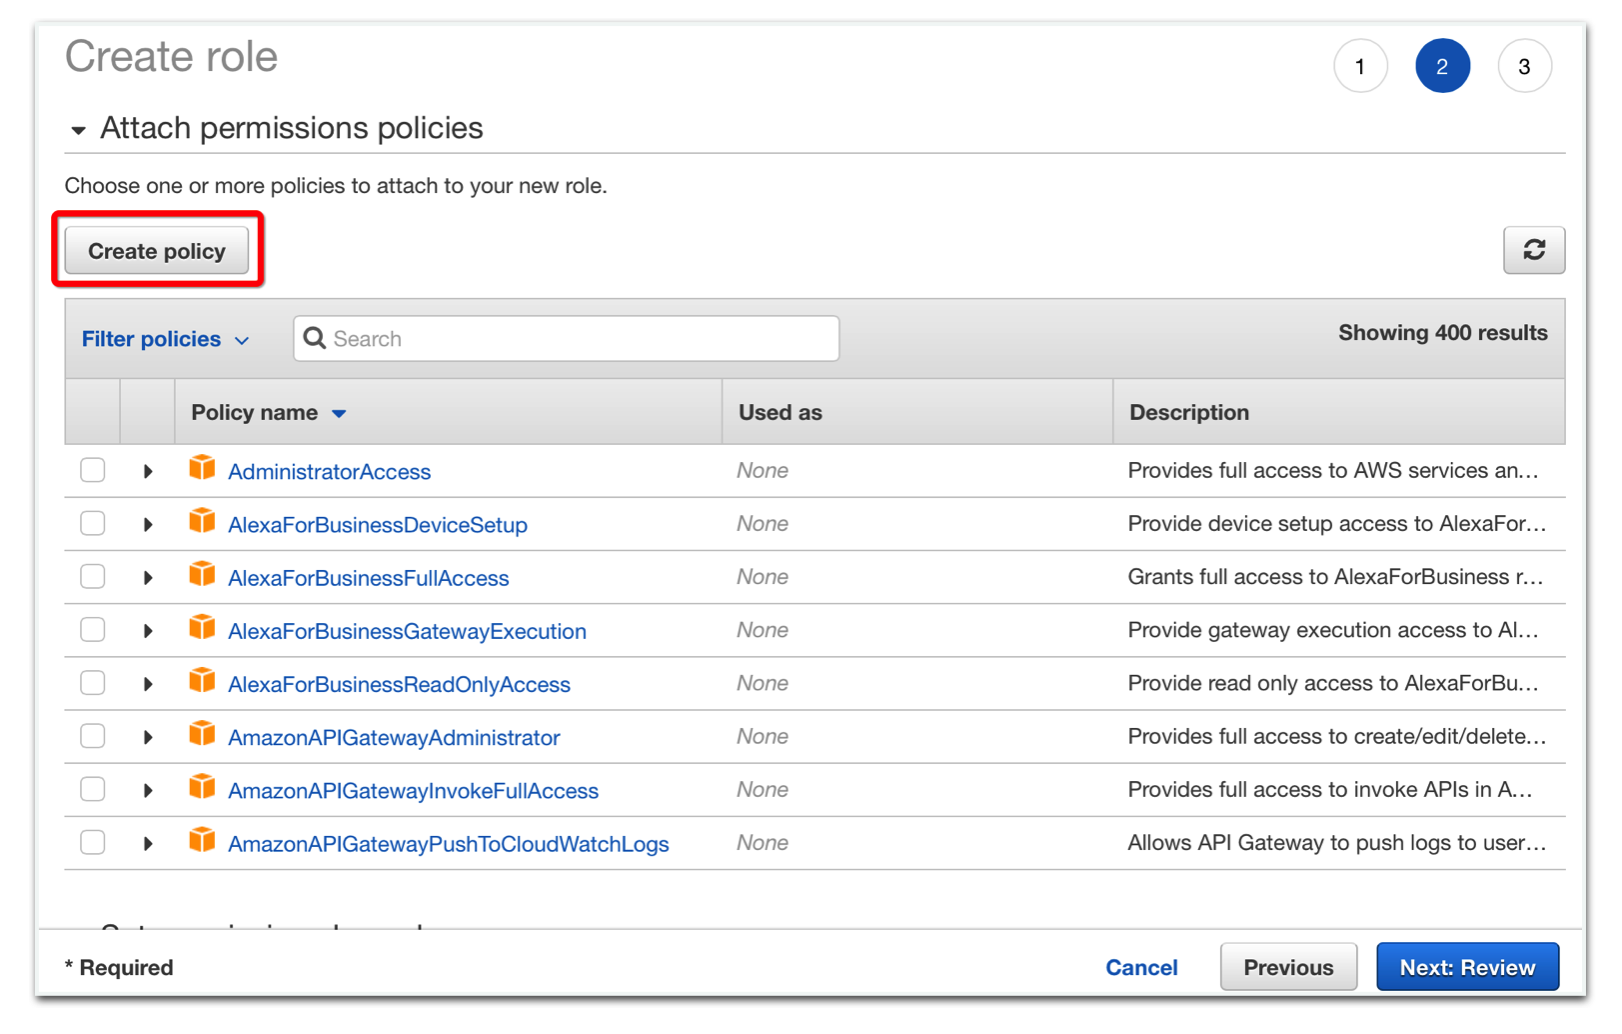 Create role
1 2 3
Attach permissions policies
Choose one or more policies to attach to your new role.
Create policy
Filter policies Search Showing 400 results
Policy name Used as Description
AdministratorAccess None Provides full access to AWS services an...
AlexaForBusinessDeviceSetup None Provide device setup access to AlexaFor...
AlexaForBusinessFullAccess None Grants full access to AlexaForBusiness r...
AlexaForBusinessGatewayExecution None Provide gateway execution access to Al...
AlexaForBusinessReadOnlyAccess None Provide read only access to AlexaForBu...
AmazonAPIGatewayAdministrator None Provides full access to create/edit/delete...
AmazonAPIGatewayInvokeFullAccess None Provides full access to invoke APIs in A...
AmazonAPIGatewayPushToCloudWatchLogs None Allows API Gateway to push logs to user...
* Required Cancel Previous Next: Review